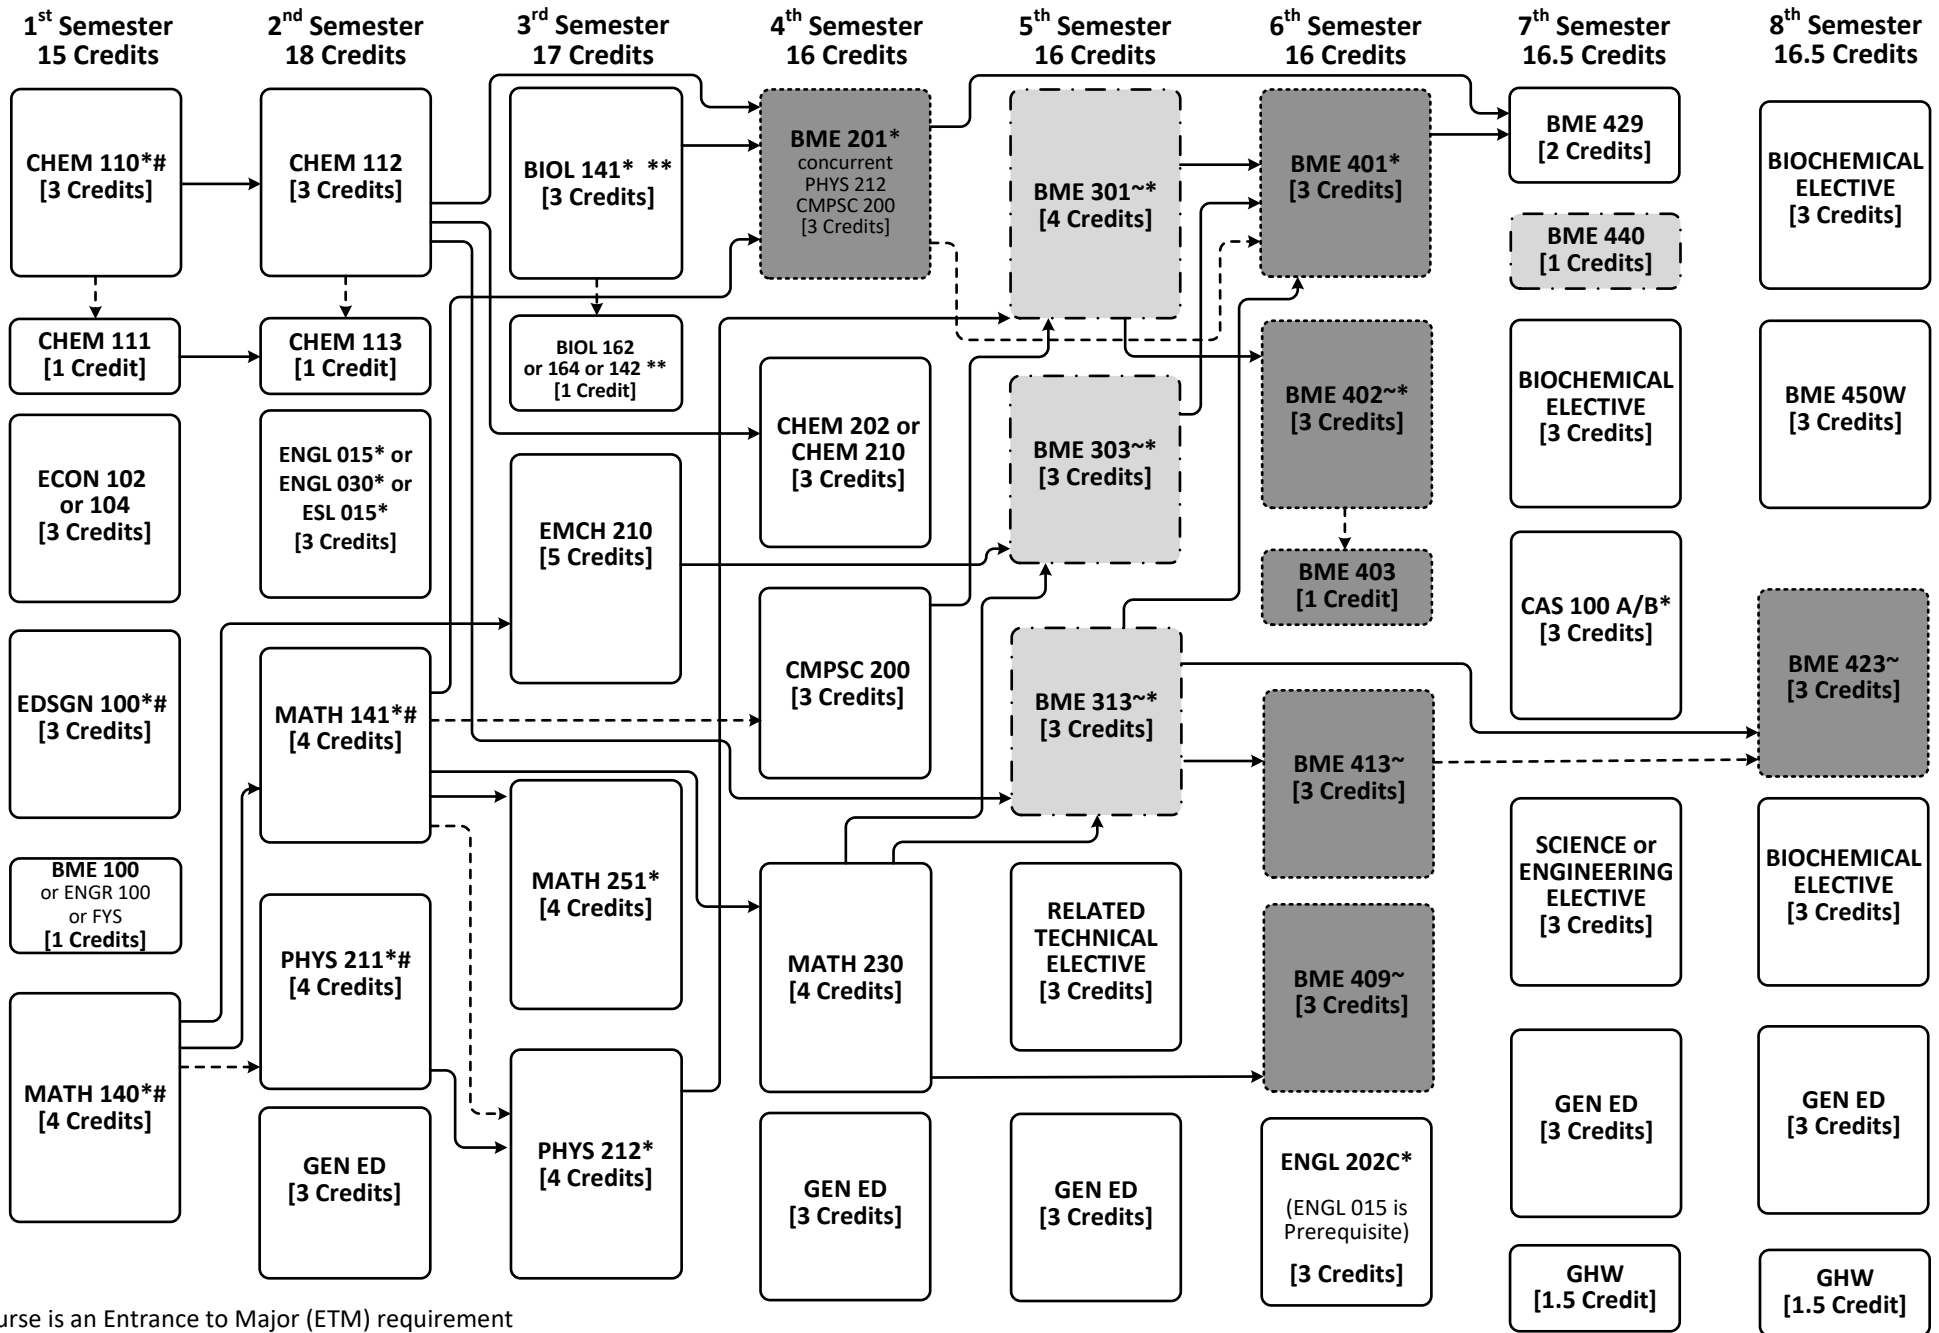 1st Semester
15 Credits
2nd Semester
18 Credits
3rd Semester
17 Credits
4th Semester
16 Credits
5th Semester
16 Credits
6th Semester
16 Credits
7th Semester
16.5 Credits
8th Semester
16.5 Credits
CHEM 110*#
[3 Credits]
CHEM 111
[1 Credit]
ECON 102
or 104
[3 Credits]
EDSGN 100*#
[3 Credits]
BME 100
or ENGR 100
or FYS
[1 Credits]
MATH 140*#
[4 Credits]
CHEM 112
[3 Credits]
CHEM 113
[1 Credit]
ENGL 015* or
ENGL 030* or
ESL 015*
[3 Credits]
MATH 141*#
[4 Credits]
PHYS 211*#
[4 Credits]
GEN ED
[3 Credits]
BIOL 141* **
[3 Credits]
BIOL 162
or 164 or 142 **
[1 Credit]
EMCH 210
[5 Credits]
MATH 251*
[4 Credits]
PHYS 212*
[4 Credits]
BME 201*
concurrent
PHYS 212
CMPSC 200
[3 Credits]
CHEM 202 or
CHEM 210
[3 Credits]
CMPSC 200
[3 Credits]
MATH 230
[4 Credits]
GEN ED
[3 Credits]
BME 301~*
[4 Credits]
BME 303~*
[3 Credits]
BME 313~*
[3 Credits]
RELATED
TECHNICAL
ELECTIVE
[3 Credits]
GEN ED
[3 Credits]
BME 401*
[3 Credits]
BME 402~*
[3 Credits]
BME 403
[1 Credit]
BME 413~
[3 Credits]
BME 409~
[3 Credits]
ENGL 202C*
(ENGL 015 is
Prerequisite)
[3 Credits]
BME 429
[2 Credits]
BME 440
[1 Credits]
BIOCHEMICAL
ELECTIVE
[3 Credits]
CAS 100 A/B*
[3 Credits]
SCIENCE or
ENGINEERING
ELECTIVE
[3 Credits]
GEN ED
[3 Credits]
GHW
[1.5 Credit]
BIOCHEMICAL
ELECTIVE
[3 Credits]
BME 450W
[3 Credits]
BME 423~
[3 Credits]
BIOCHEMICAL
ELECTIVE
[3 Credits]
GEN ED
[3 Credits]
GHW
[1.5 Credit]
urse is an Entrance to Major (ETM) requirement